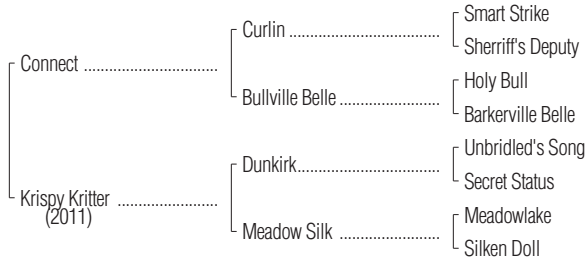 Smart Strike
Curlin
Sherriff's Deputy
Connect
Holy Bull
Bullville Belle
Barkerville Belle
Unbridled's Song
Dunkirk
Secret Status
Krispy Kritter
(2011)
Meadowlake
Meadow Silk
Silken Doll